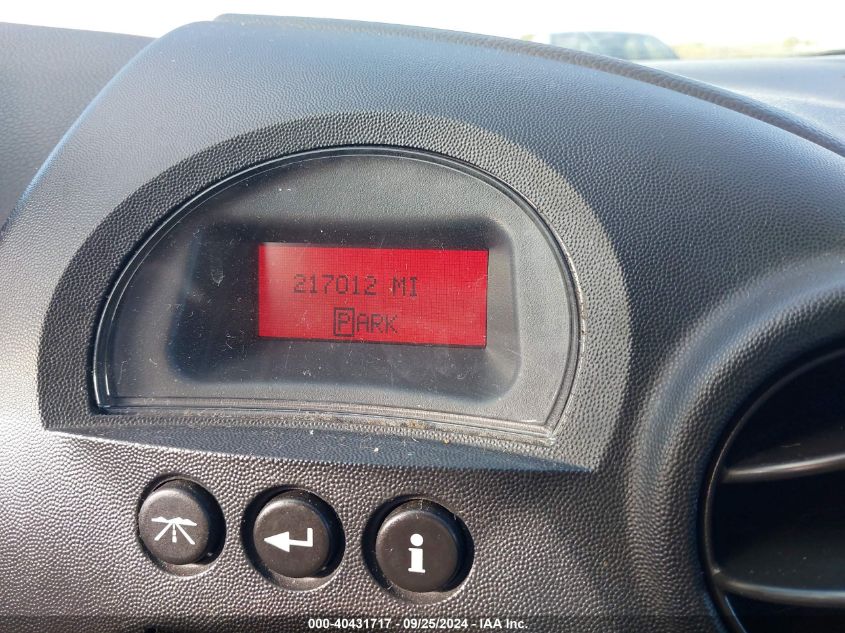 217012 MI
PARK
i
000-40431717 • 09/25/2024 • IAA Inc.